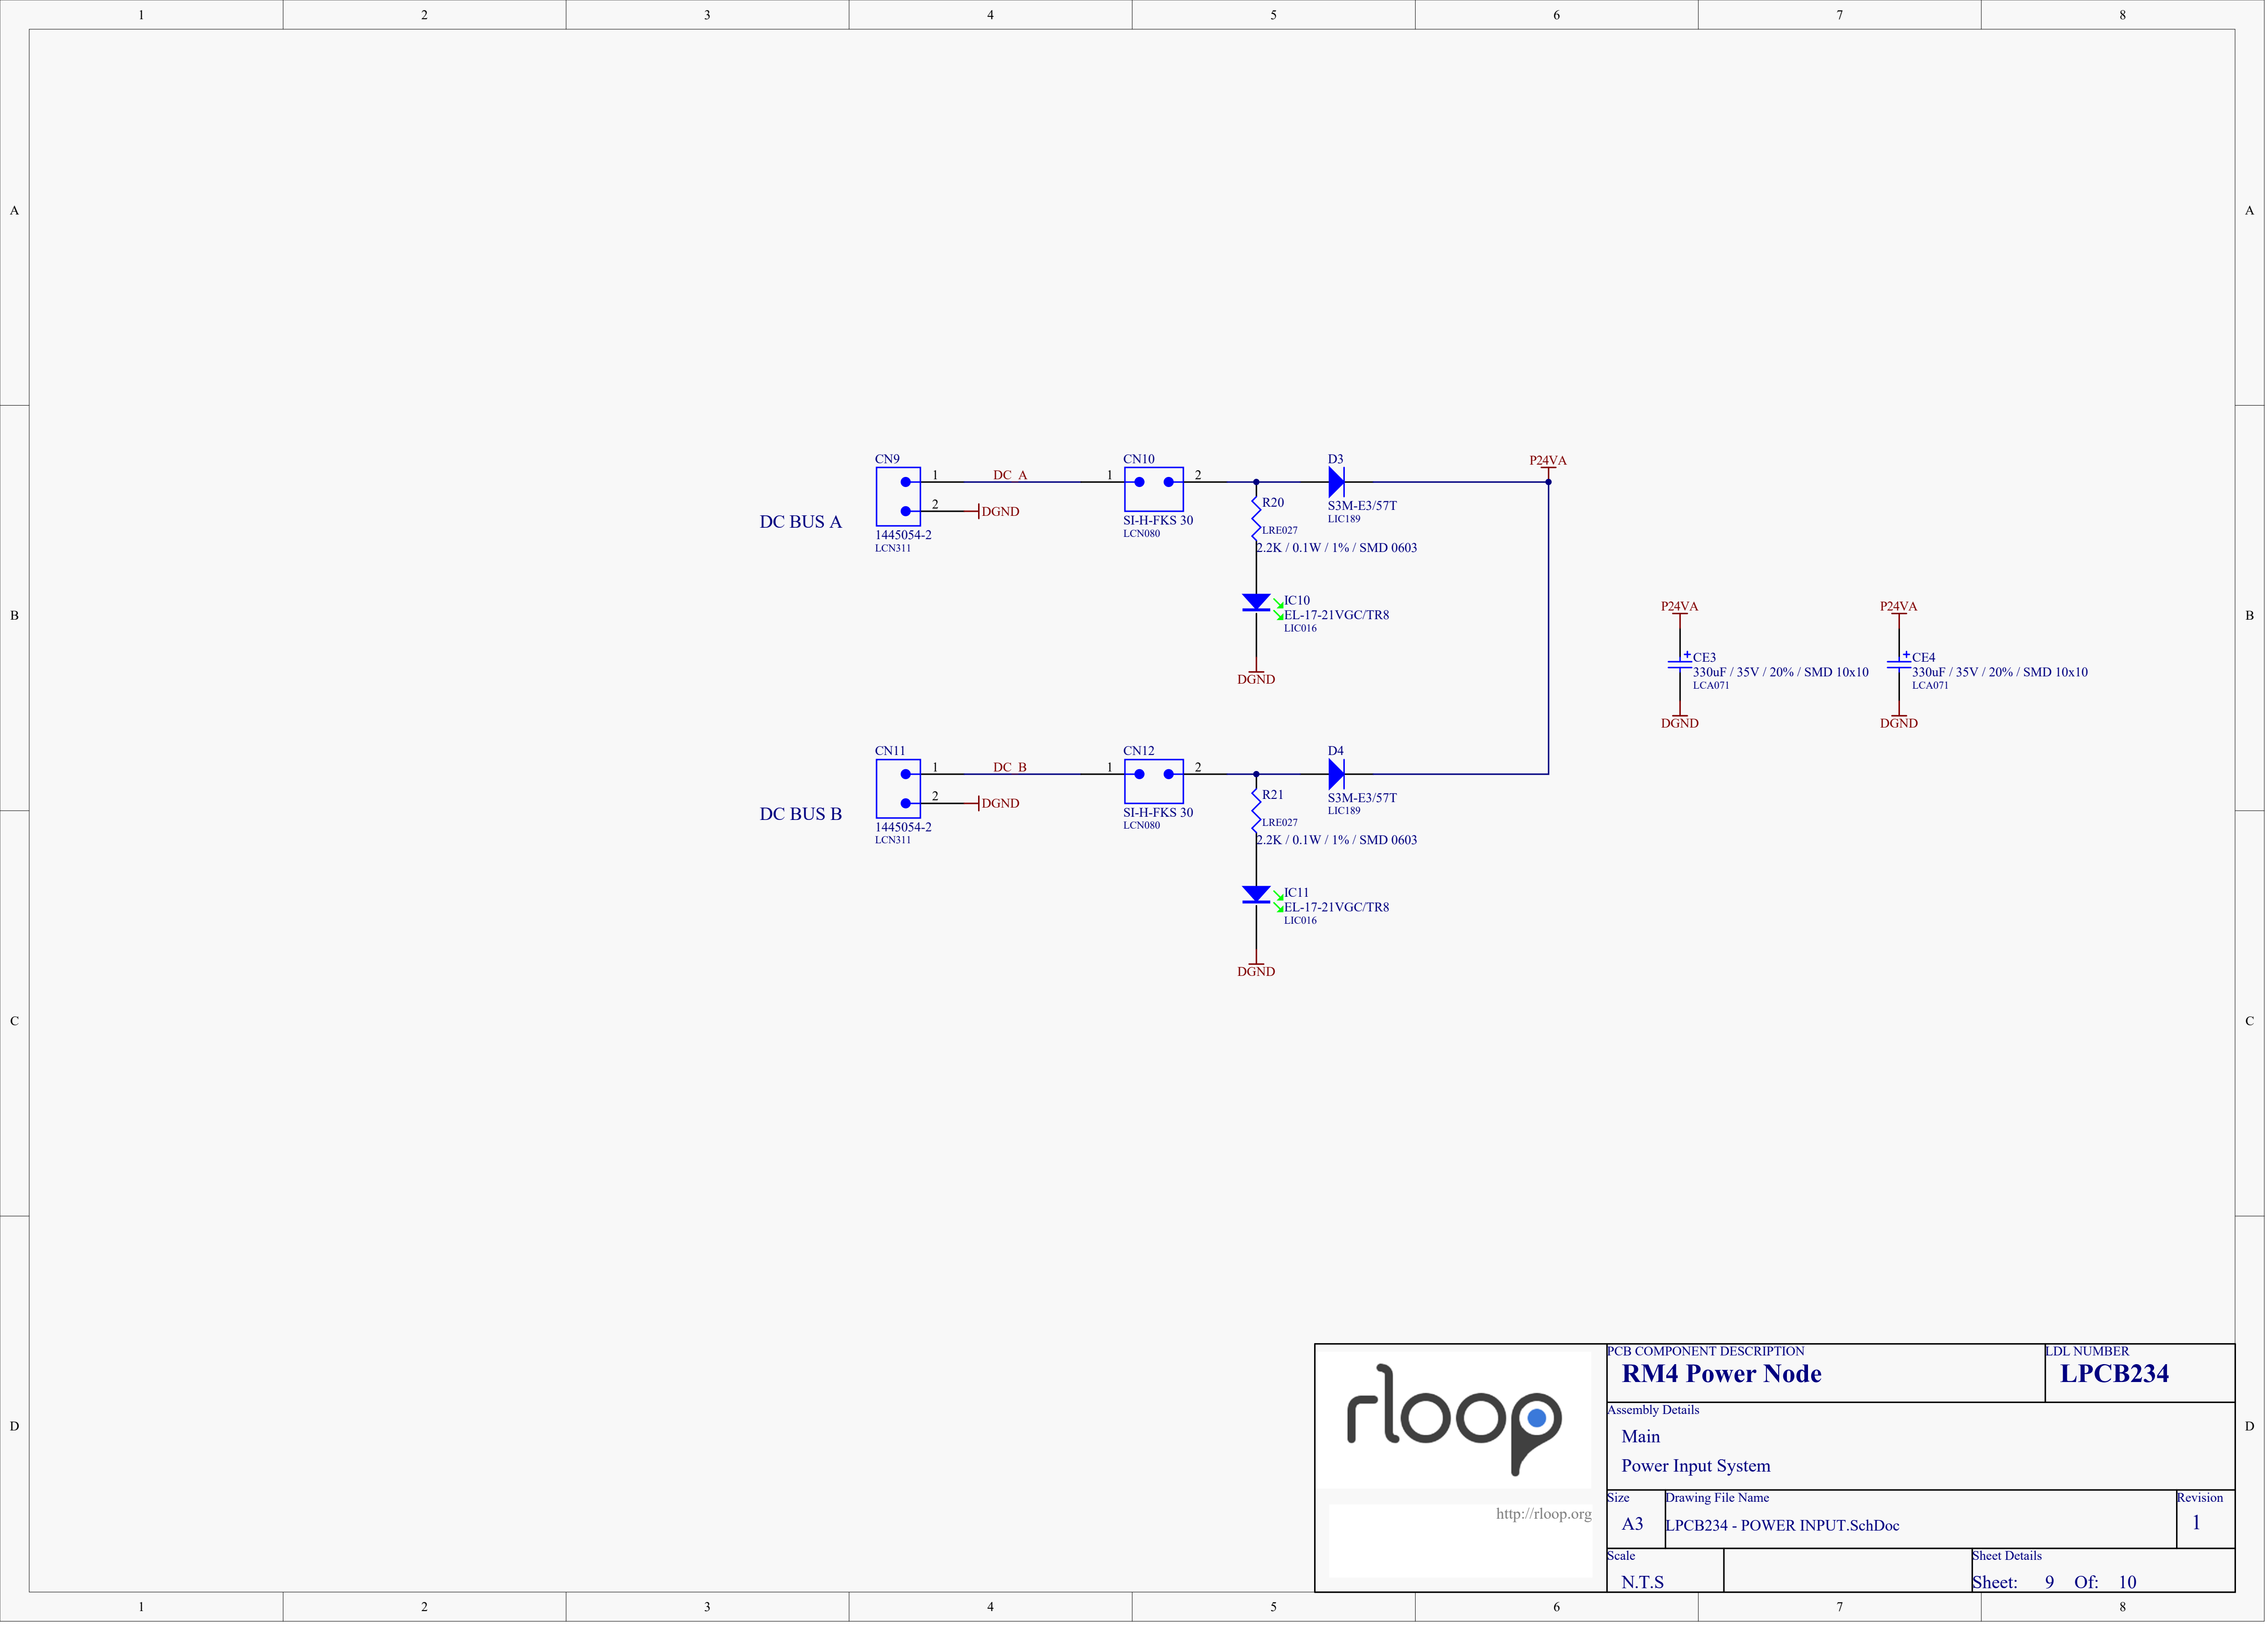 1 2 3 4 5 6 7 8
A A
B B
C C
D D
DC BUS A
CN9
1
2
1445054-2
LCN311
DC_A
DGND
CN10
1 2
SI-H-FKS 30
LCN080
R20
LRE027
2.2K / 0.1W / 1% / SMD 0603
D3
S3M-E3/57T
LIC189
P24VA
IC10
EL-17-21VGC/TR8
LIC016
DGND
P24VA
CE3
330uF / 35V / 20% / SMD 10x10
LCA071
DGND
P24VA
CE4
330uF / 35V / 20% / SMD 10x10
LCA071
DGND
DC BUS B
CN11
1
2
1445054-2
LCN311
DC_B
DGND
CN12
1 2
SI-H-FKS 30
LCN080
R21
LRE027
2.2K / 0.1W / 1% / SMD 0603
D4
S3M-E3/57T
LIC189
IC11
EL-17-21VGC/TR8
LIC016
DGND
rloop
http://rloop.org
PCB COMPONENT DESCRIPTION
RM4 Power Node
LDL NUMBER
LPCB234
Assembly Details
Main
Power Input System
Size
A3
Drawing File Name
LPCB234 - POWER INPUT.SchDoc
Revision
1
Scale
N.T.S
Sheet Details
Sheet: 9 Of: 10
1 2 3 4 5 6 7 8